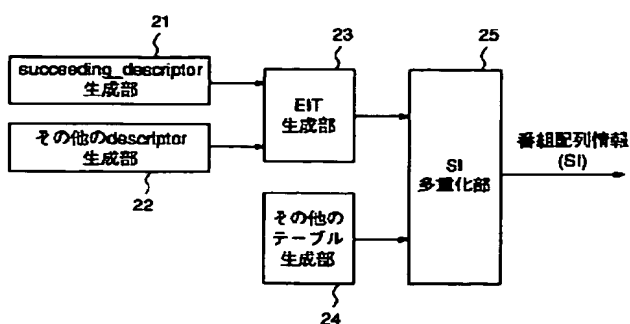 21
succeeding_descriptor
生成部
その他のdescriptor
生成部
22
23
EIT
生成部
その他の
テーブル
生成部
24
25
SI
多重化部
番組配列情報
(SI)